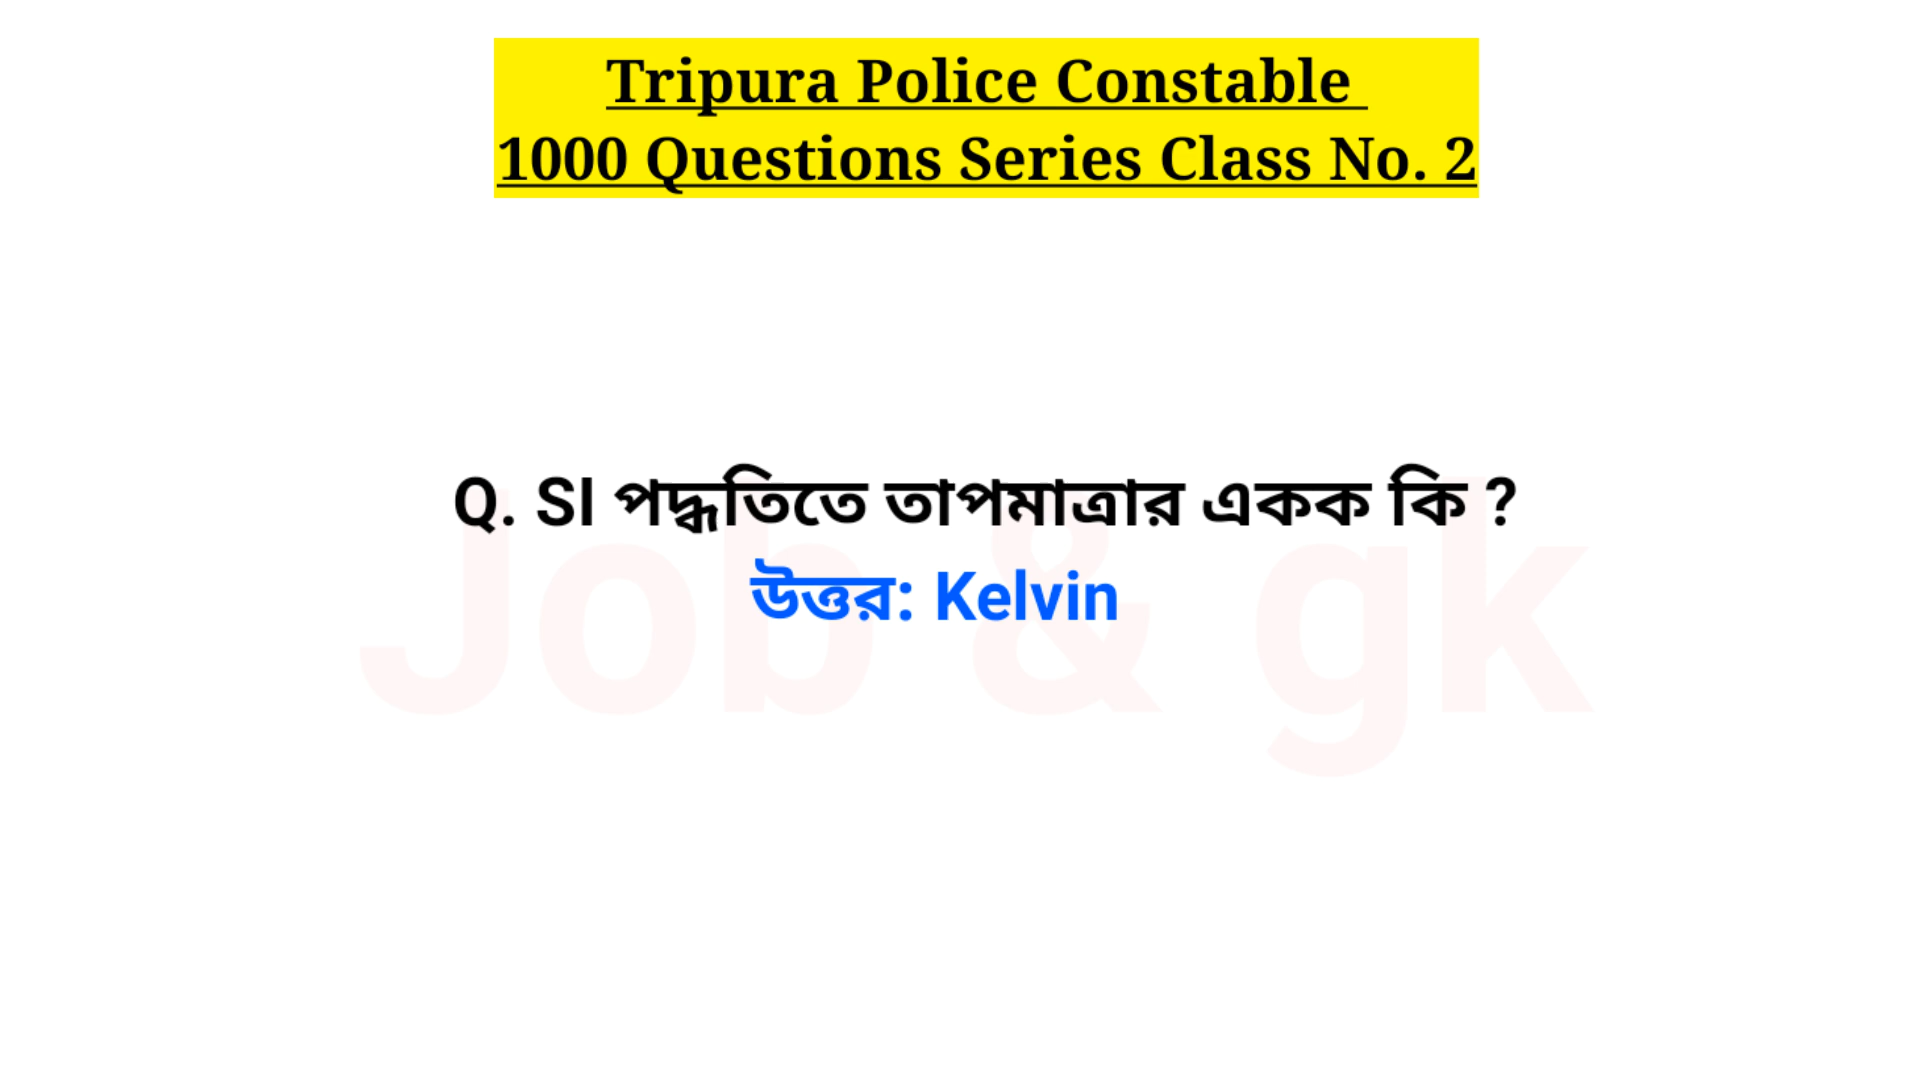 Tripura Police Constable
1000 Questions Series Class No. 2
Q. SI পদ্ধতিতে তাপমাত্রার একক কি ?
উত্তর: Kelvin
Job & gk